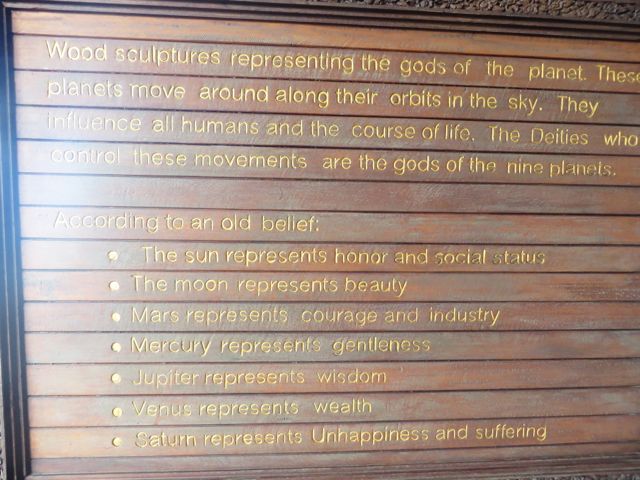 Wood sculptures representing the gods of the planet. These
planets move around along their orbits in the sky. They
influence all humans and the course of life. The Deities who
control these movements are the gods of the nine planets.
According to an old belief:
• The sun represents honor and social status
• The moon represents beauty
• Mars represents courage and industry
• Mercury represents gentleness
• Jupiter represents wisdom
• Venus represents wealth
• Saturn represents Unhappiness and suffering